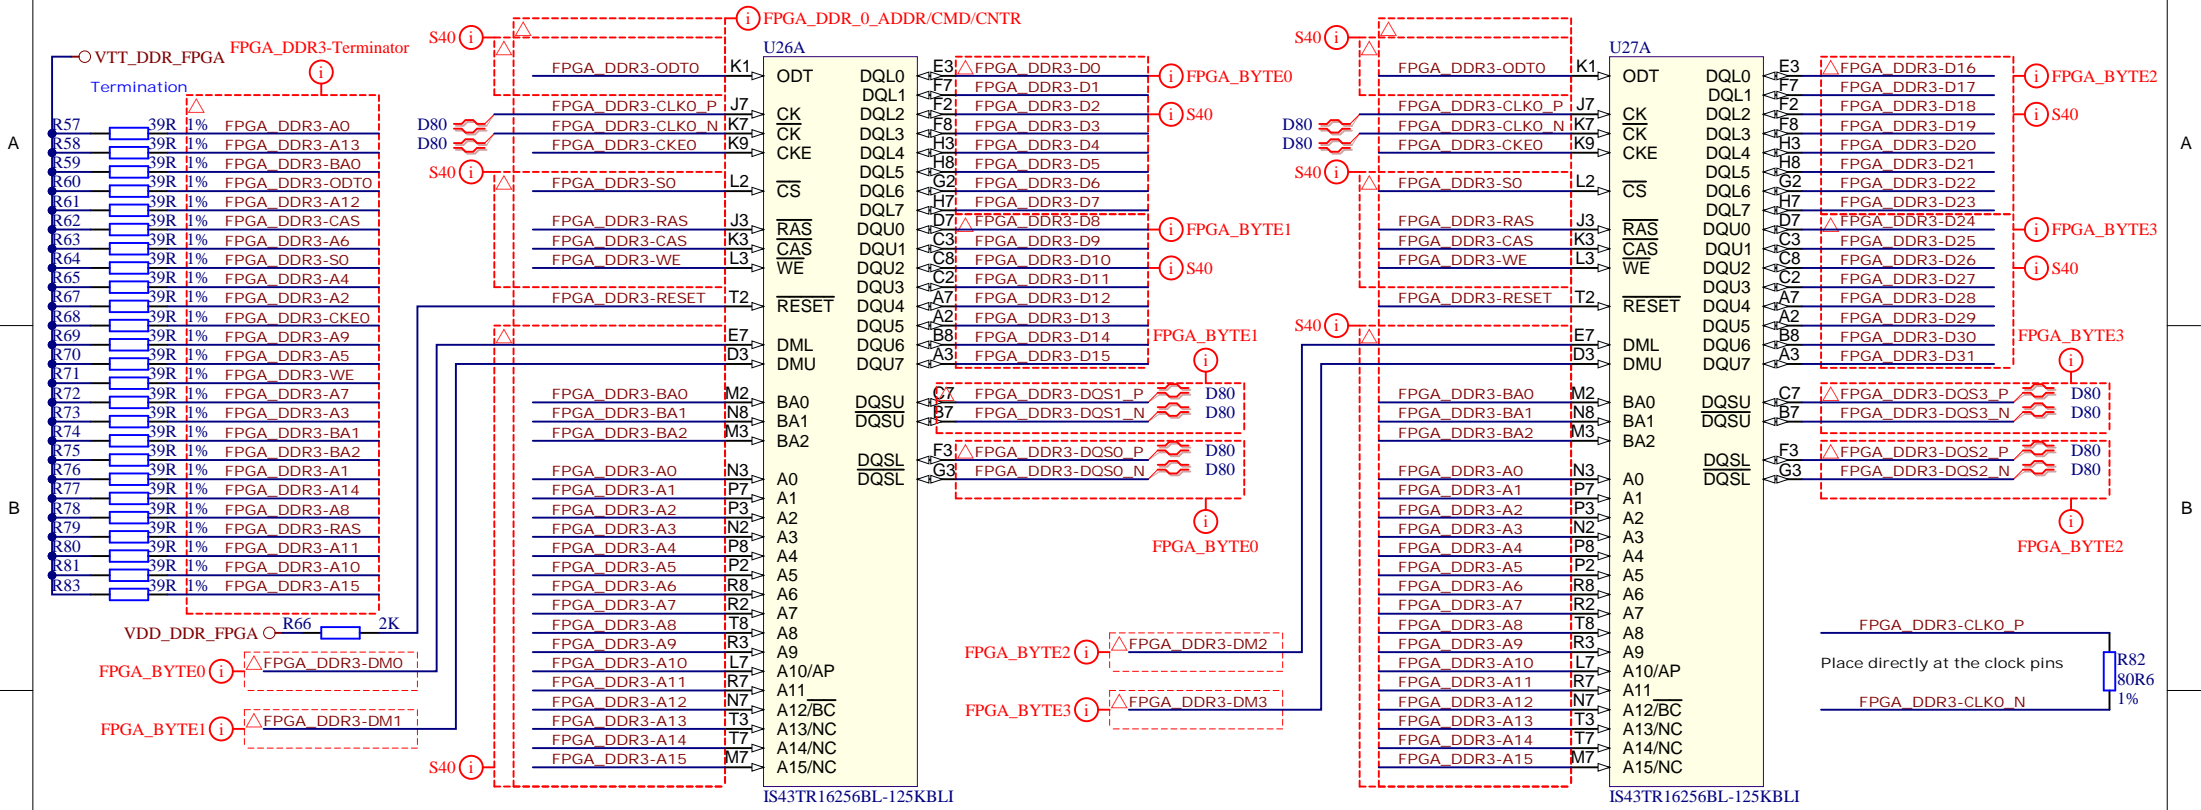 FPGA_DDR_0_ADDR/CMD/CNTR
VTT_DDR_FPGA
FPGA_DDR3-Terminator
Termination
R57 39R 1% FPGA_DDR3-A0
R58 39R 1% FPGA_DDR3-A13
R59 39R 1% FPGA_DDR3-BA0
R60 39R 1% FPGA_DDR3-ODT0
R61 39R 1% FPGA_DDR3-A12
R62 39R 1% FPGA_DDR3-CAS
R63 39R 1% FPGA_DDR3-A6
R64 39R 1% FPGA_DDR3-S0
R65 39R 1% FPGA_DDR3-A4
R67 39R 1% FPGA_DDR3-A2
R68 39R 1% FPGA_DDR3-CKE0
R69 39R 1% FPGA_DDR3-A9
R70 39R 1% FPGA_DDR3-A5
R71 39R 1% FPGA_DDR3-WE
R72 39R 1% FPGA_DDR3-A7
R73 39R 1% FPGA_DDR3-A3
R74 39R 1% FPGA_DDR3-BA1
R75 39R 1% FPGA_DDR3-BA2
R76 39R 1% FPGA_DDR3-A1
R77 39R 1% FPGA_DDR3-A14
R78 39R 1% FPGA_DDR3-A8
R79 39R 1% FPGA_DDR3-RAS
R80 39R 1% FPGA_DDR3-A11
R81 39R 1% FPGA_DDR3-A10
R83 39R 1% FPGA_DDR3-A15
VDD_DDR_FPGA R66 2K
FPGA_BYTE0 i FPGA_DDR3-DM0
FPGA_BYTE1 i FPGA_DDR3-DM1
A
B
S40 i
D80
D80
S40 i
S40 i
U26A
FPGA_DDR3-ODT0 K1 ODT
FPGA_DDR3-CLK0_P J7 CK
FPGA_DDR3-CLK0_N K7 CK
FPGA_DDR3-CKE0 K9 CKE
FPGA_DDR3-S0 L2 CS
FPGA_DDR3-RAS J3 RAS
FPGA_DDR3-CAS K3 CAS
FPGA_DDR3-WE L3 WE
FPGA_DDR3-RESET T2 RESET
E7 DML
D3 DMU
FPGA_DDR3-BA0 M2 BA0
FPGA_DDR3-BA1 N8 BA1
FPGA_DDR3-BA2 M3 BA2
FPGA_DDR3-A0 N3 A0
FPGA_DDR3-A1 P7 A1
FPGA_DDR3-A2 P3 A2
FPGA_DDR3-A3 N2 A3
FPGA_DDR3-A4 P8 A4
FPGA_DDR3-A5 P2 A5
FPGA_DDR3-A6 R8 A6
FPGA_DDR3-A7 R2 A7
FPGA_DDR3-A8 T8 A8
FPGA_DDR3-A9 R3 A9
FPGA_DDR3-A10 L7 A10/AP
FPGA_DDR3-A11 R7 A11
FPGA_DDR3-A12 N7 A12/BC
FPGA_DDR3-A13 T3 A13/NC
FPGA_DDR3-A14 T7 A14/NC
FPGA_DDR3-A15 M7 A15/NC
IS43TR16256BL-125KBLI
DQL0 E3 FPGA_DDR3-D0 i FPGA_BYTE0
DQL1 F7 FPGA_DDR3-D1
DQL2 F2 FPGA_DDR3-D2 i S40
DQL3 F8 FPGA_DDR3-D3
DQL4 H3 FPGA_DDR3-D4
DQL5 H8 FPGA_DDR3-D5
DQL6 G2 FPGA_DDR3-D6
DQL7 H7 FPGA_DDR3-D7
DQU0 D7 FPGA_DDR3-D8 i FPGA_BYTE1
DQU1 C3 FPGA_DDR3-D9
DQU2 C8 FPGA_DDR3-D10 i S40
DQU3 C2 FPGA_DDR3-D11
DQU4 A7 FPGA_DDR3-D12
DQU5 A2 FPGA_DDR3-D13
DQU6 B8 FPGA_DDR3-D14
DQU7 A3 FPGA_DDR3-D15
FPGA_BYTE1
DQSU C7 FPGA_DDR3-DQS1_P D80
DQSU B7 FPGA_DDR3-DQS1_N D80
DQSL F3 FPGA_DDR3-DQS0_P D80
DQSL G3 FPGA_DDR3-DQS0_N D80
FPGA_BYTE0
FPGA_BYTE2 i FPGA_DDR3-DM2
FPGA_BYTE3 i FPGA_DDR3-DM3
S40 i
D80
D80
S40 i
S40 i
U27A
FPGA_DDR3-ODT0 K1 ODT
FPGA_DDR3-CLK0_P J7 CK
FPGA_DDR3-CLK0_N K7 CK
FPGA_DDR3-CKE0 K9 CKE
FPGA_DDR3-S0 L2 CS
FPGA_DDR3-RAS J3 RAS
FPGA_DDR3-CAS K3 CAS
FPGA_DDR3-WE L3 WE
FPGA_DDR3-RESET T2 RESET
E7 DML
D3 DMU
FPGA_DDR3-BA0 M2 BA0
FPGA_DDR3-BA1 N8 BA1
FPGA_DDR3-BA2 M3 BA2
FPGA_DDR3-A0 N3 A0
FPGA_DDR3-A1 P7 A1
FPGA_DDR3-A2 P3 A2
FPGA_DDR3-A3 N2 A3
FPGA_DDR3-A4 P8 A4
FPGA_DDR3-A5 P2 A5
FPGA_DDR3-A6 R8 A6
FPGA_DDR3-A7 R2 A7
FPGA_DDR3-A8 T8 A8
FPGA_DDR3-A9 R3 A9
FPGA_DDR3-A10 L7 A10/AP
FPGA_DDR3-A11 R7 A11
FPGA_DDR3-A12 N7 A12/BC
FPGA_DDR3-A13 T3 A13/NC
FPGA_DDR3-A14 T7 A14/NC
FPGA_DDR3-A15 M7 A15/NC
IS43TR16256BL-125KBLI
DQL0 E3 FPGA_DDR3-D16 i FPGA_BYTE2
DQL1 F7 FPGA_DDR3-D17
DQL2 F2 FPGA_DDR3-D18 i S40
DQL3 F8 FPGA_DDR3-D19
DQL4 H3 FPGA_DDR3-D20
DQL5 H8 FPGA_DDR3-D21
DQL6 G2 FPGA_DDR3-D22
DQL7 H7 FPGA_DDR3-D23
DQU0 D7 FPGA_DDR3-D24 i FPGA_BYTE3
DQU1 C3 FPGA_DDR3-D25
DQU2 C8 FPGA_DDR3-D26 i S40
DQU3 C2 FPGA_DDR3-D27
DQU4 A7 FPGA_DDR3-D28
DQU5 A2 FPGA_DDR3-D29
DQU6 B8 FPGA_DDR3-D30
DQU7 A3 FPGA_DDR3-D31
FPGA_BYTE3
DQSU C7 FPGA_DDR3-DQS3_P D80
DQSU B7 FPGA_DDR3-DQS3_N D80
DQSL F3 FPGA_DDR3-DQS2_P D80
DQSL G3 FPGA_DDR3-DQS2_N D80
FPGA_BYTE2
FPGA_DDR3-CLK0_P
Place directly at the clock pins
R82
80R6
1%
FPGA_DDR3-CLK0_N
A
B